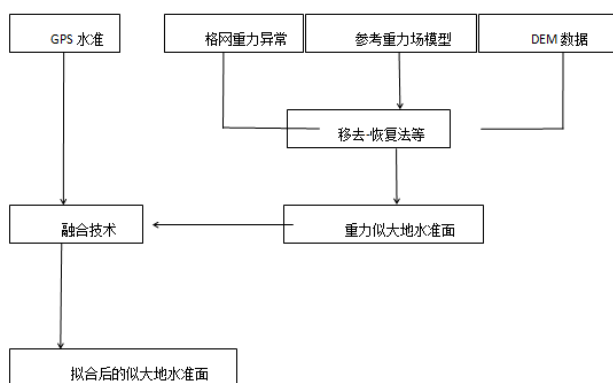 GPS 水准
格网重力异常
参考重力场模型
DEM 数据
移去-恢复法等
融合技术
重力似大地水准面
拟合后的似大地水准面